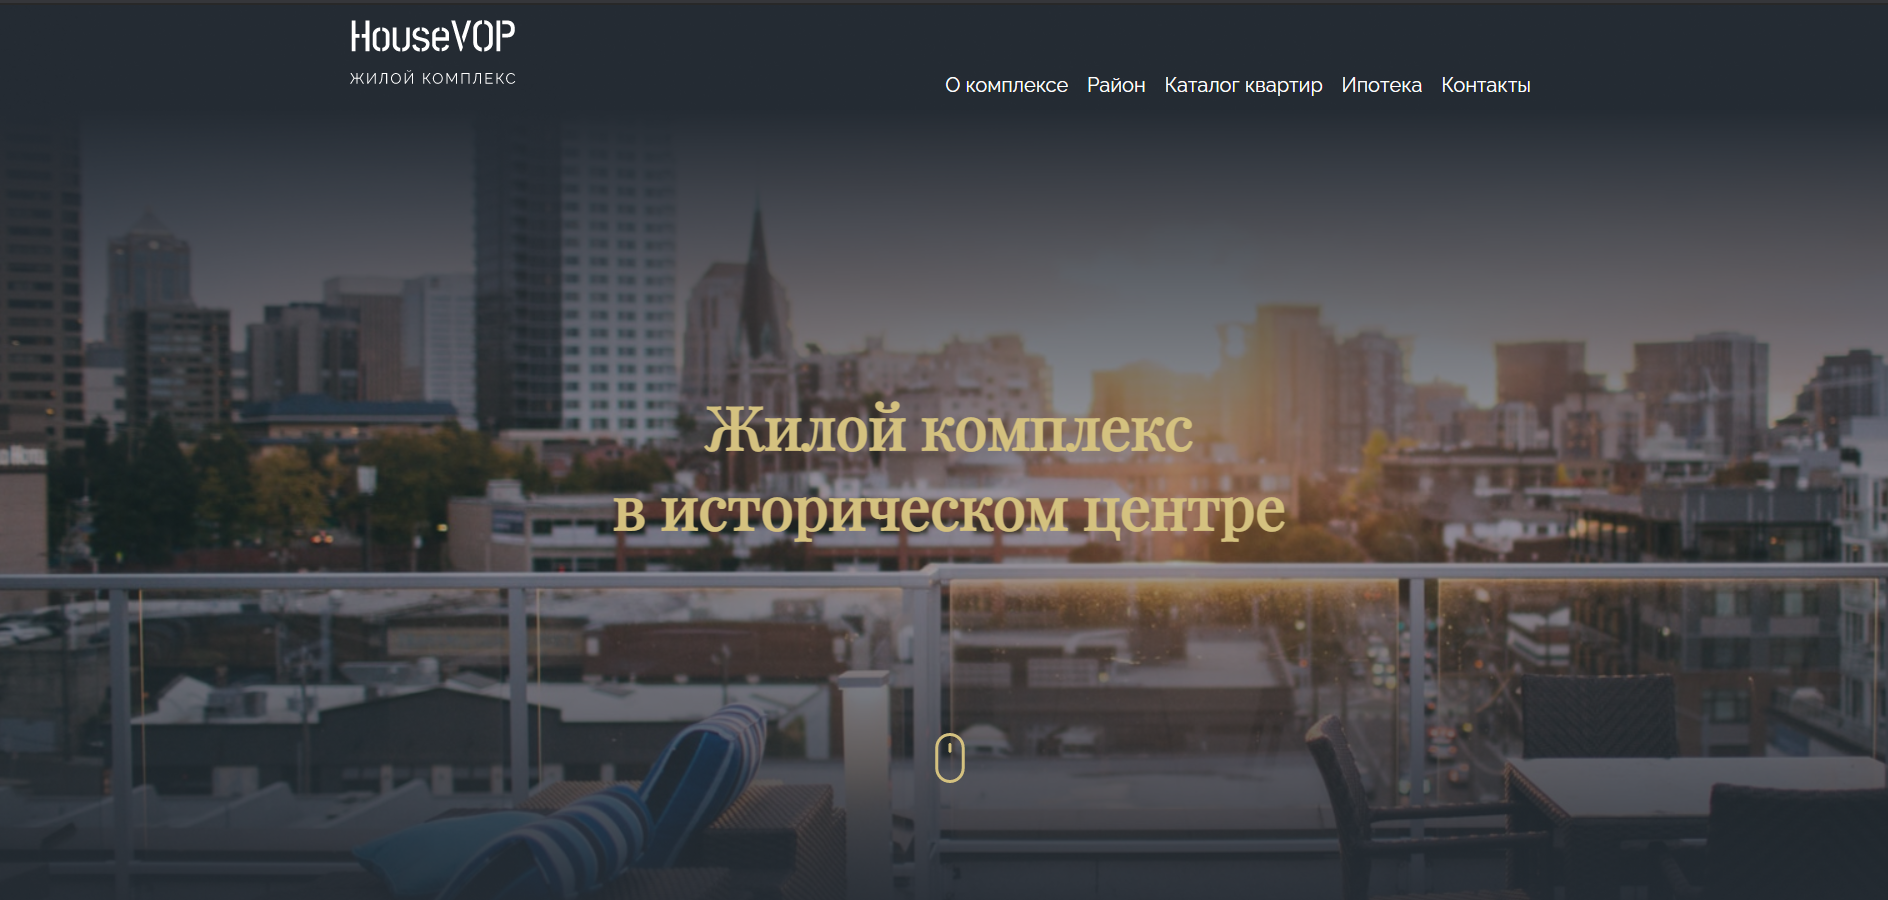 HouseVOP
ЖИЛОЙ КОМПЛЕКС
О комплексе Район Каталог квартир Ипотека Контакты
Жилой комплекс
в историческом центре